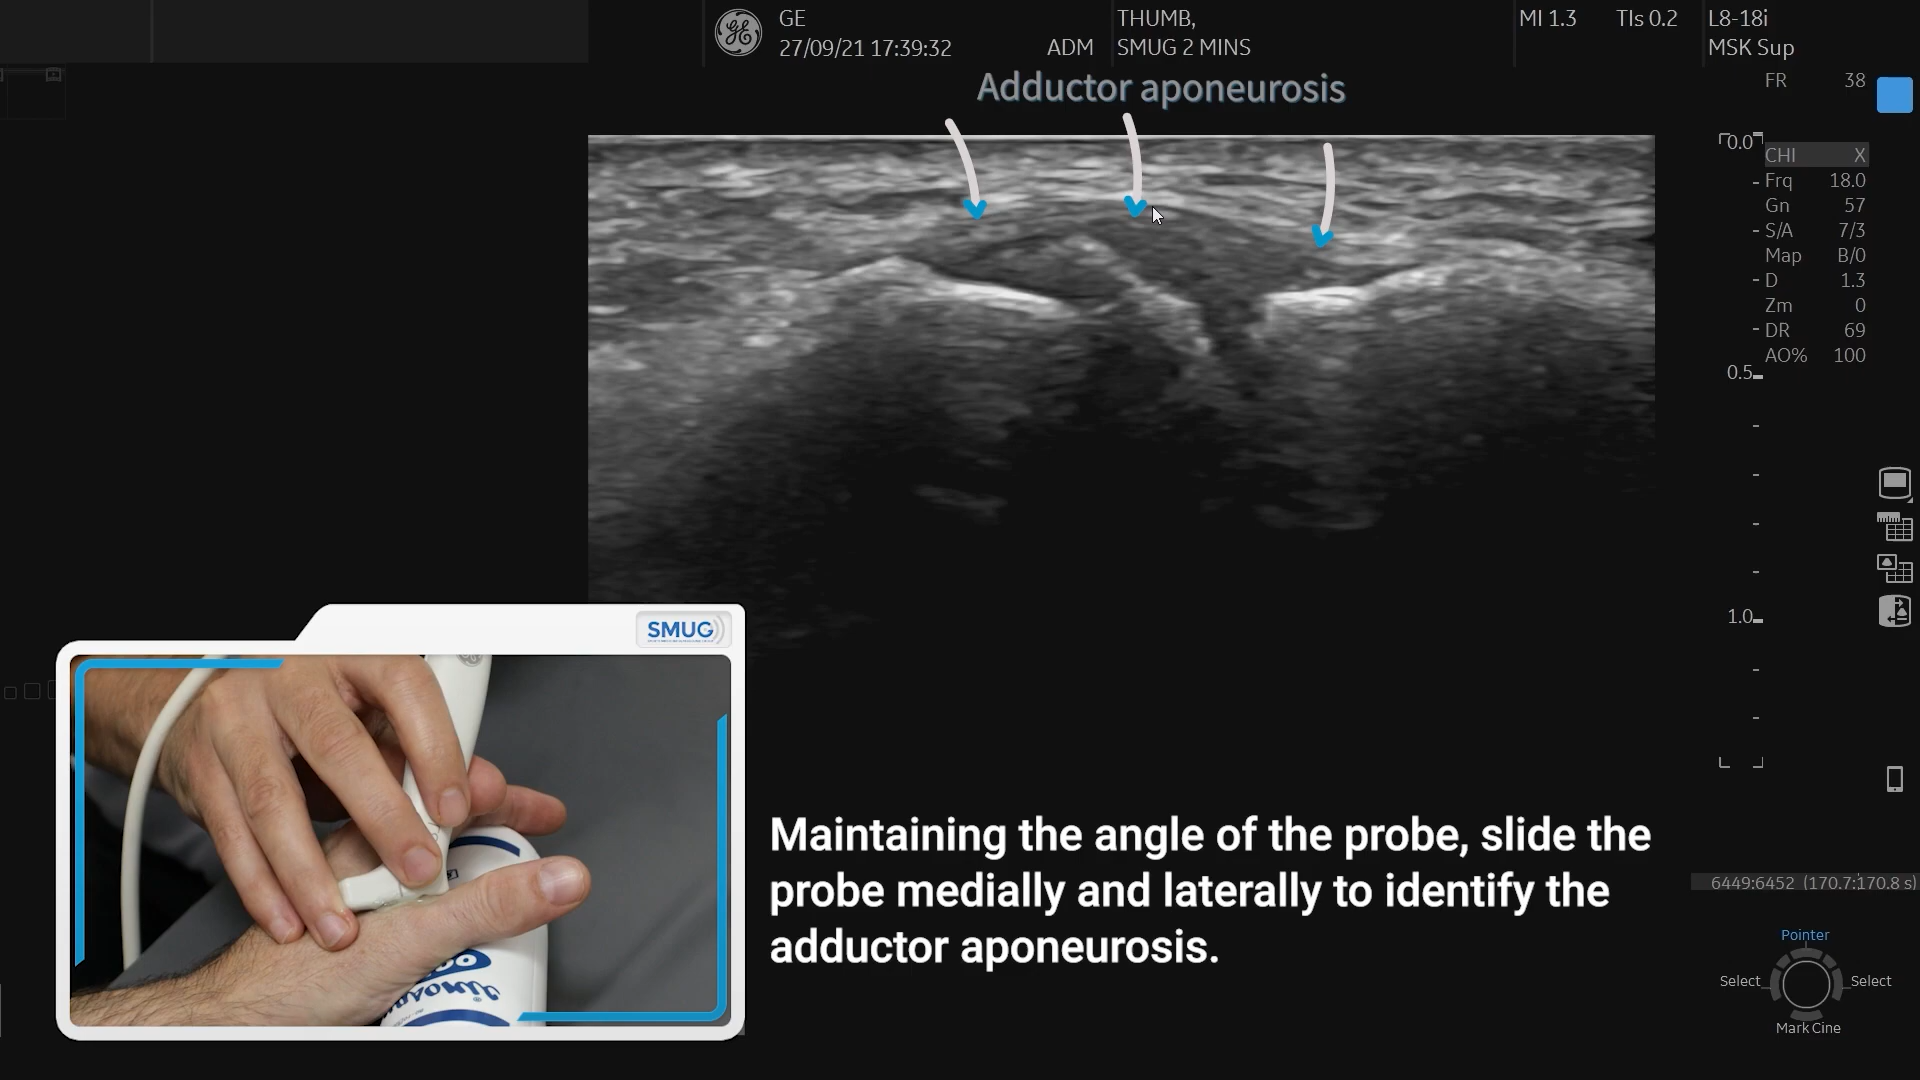 GE
27/09/21 17:39:32
ADM
THUMB,
SMUG 2 MINS
MI 1.3
TIs 0.2
L8-18i
MSK Sup
Adductor aponeurosis
FR 38
CHI X
Frq 18.0
Gn 57
S/A 7/3
Map B/0
D 1.3
Zm 0
DR 69
AO% 100
0.0
0.5
1.0
SMUG
Maintaining the angle of the probe, slide the
probe medially and laterally to identify the
adductor aponeurosis.
6449:6452 (170.7:170.8 s)
Pointer
Select
Select
Mark Cine